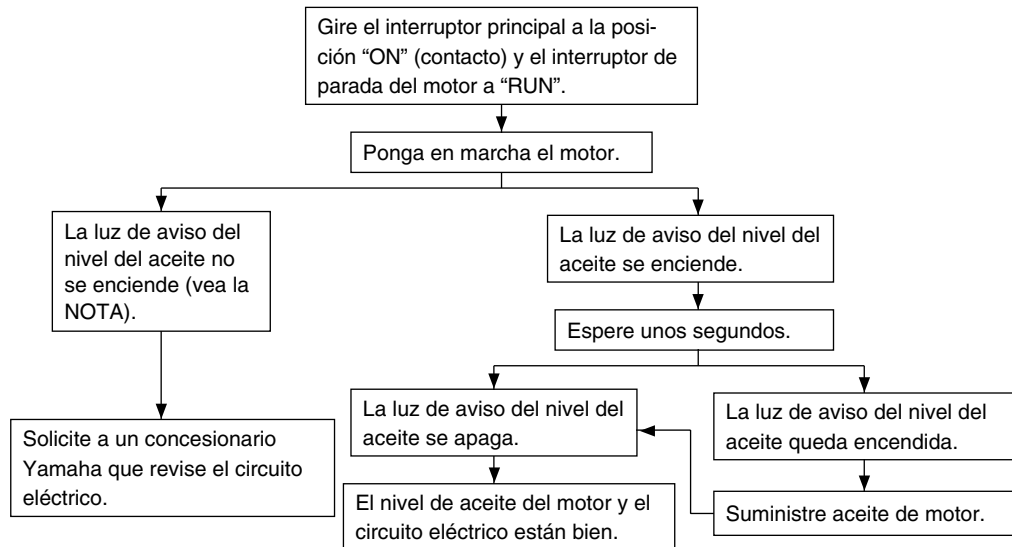 Gire el interruptor principal a la posi-
ción “ON” (contacto) y el interruptor de
parada del motor a “RUN”.
Ponga en marcha el motor.
La luz de aviso del
nivel del aceite no
se enciende (vea la
NOTA).
La luz de aviso del nivel del
aceite se enciende.
Espere unos segundos.
Solicite a un concesionario
Yamaha que revise el circuito
eléctrico.
La luz de aviso del nivel del
aceite se apaga.
La luz de aviso del nivel del
aceite queda encendida.
El nivel de aceite del motor y el
circuito eléctrico están bien.
Suministre aceite de motor.